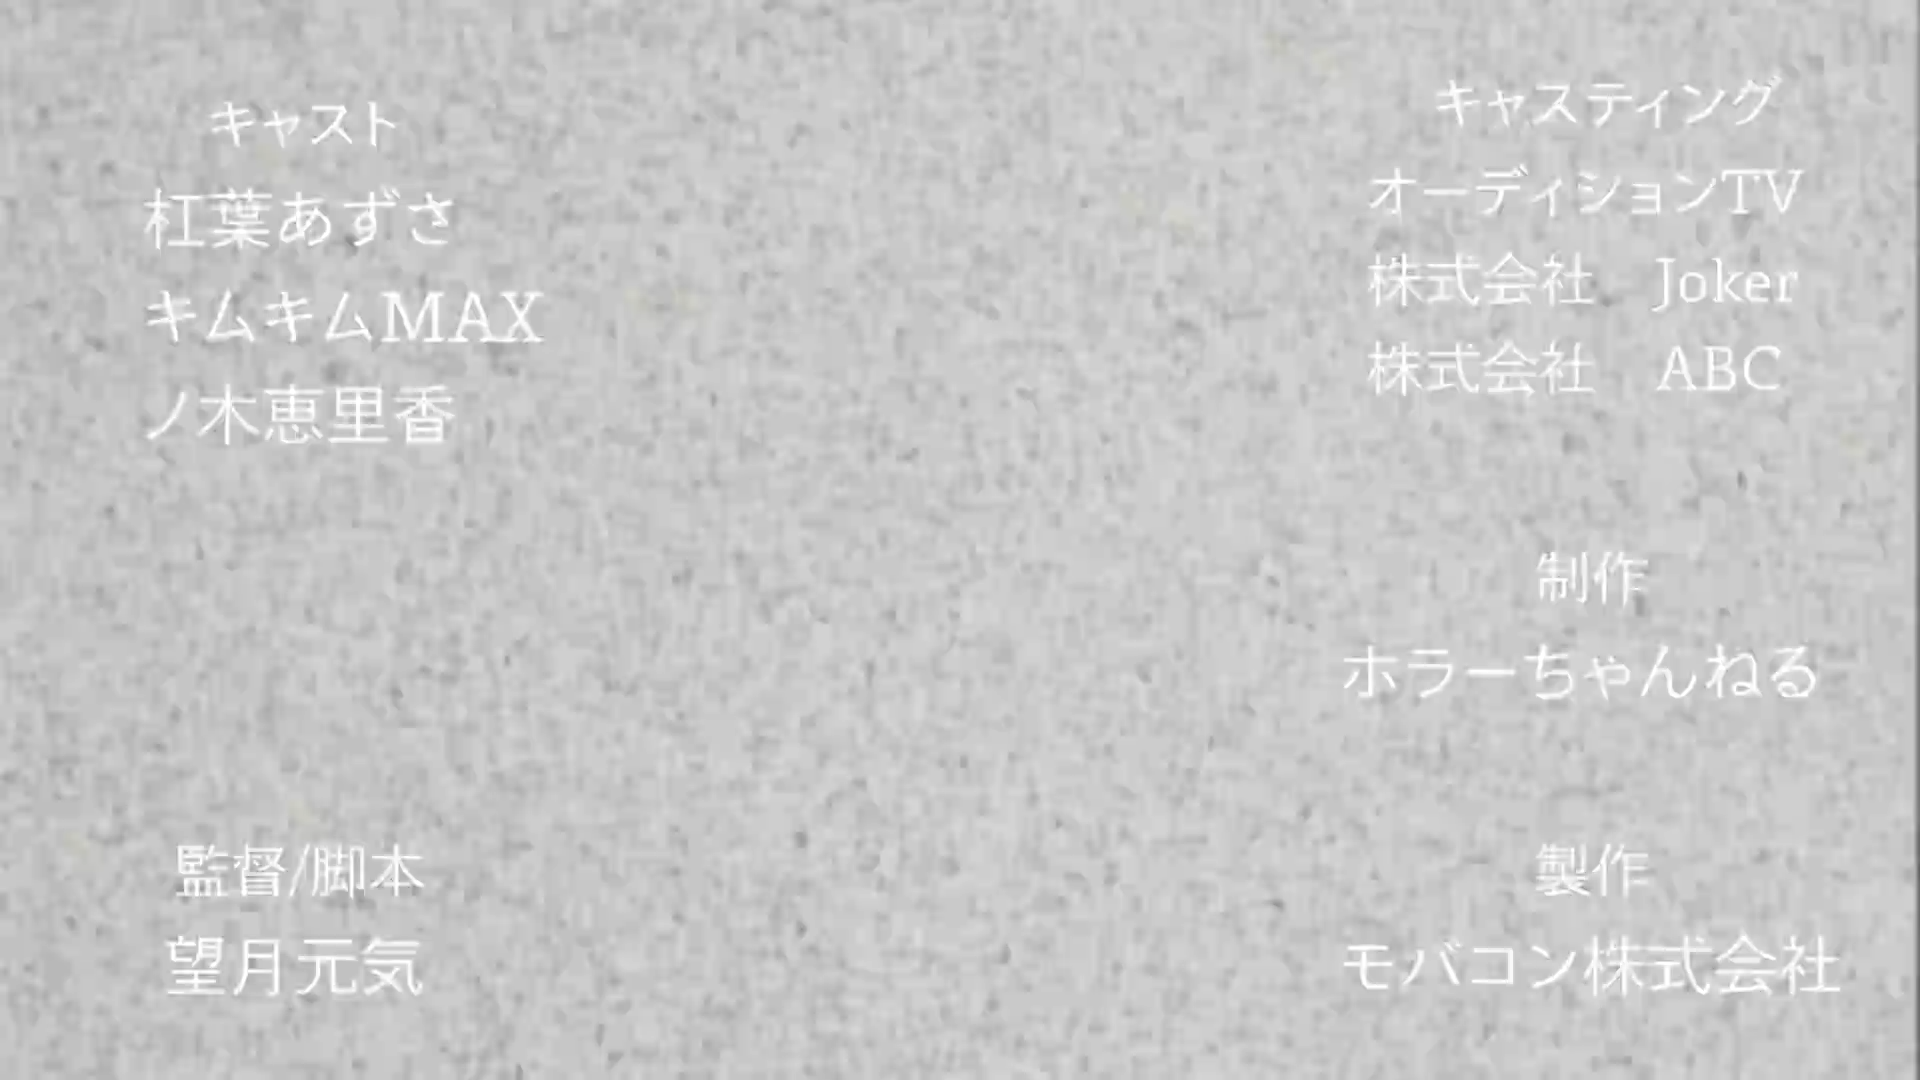 キャスト
杠葉あずさ
キムキムMAX
ノ木恵里香
監督/脚本
望月元気
キャスティング
オーディションTV
株式会社　Joker
株式会社　ABC
制作
ホラーちゃんねる
製作
モバコン株式会社